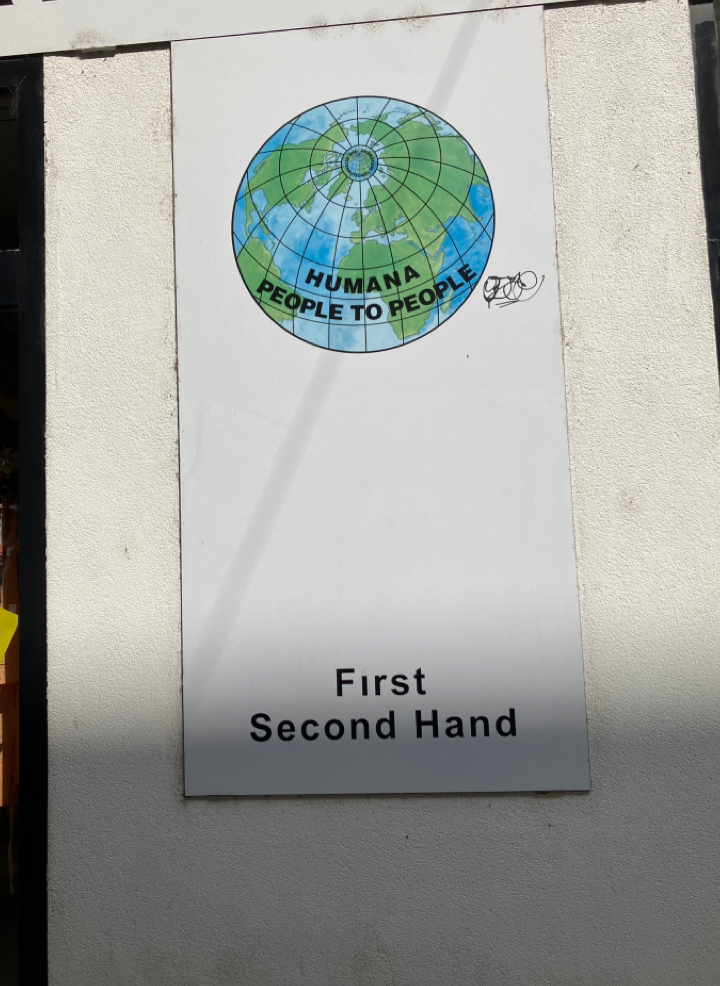 HUMANA
PEOPLE TO PEOPLE
First
Second Hand